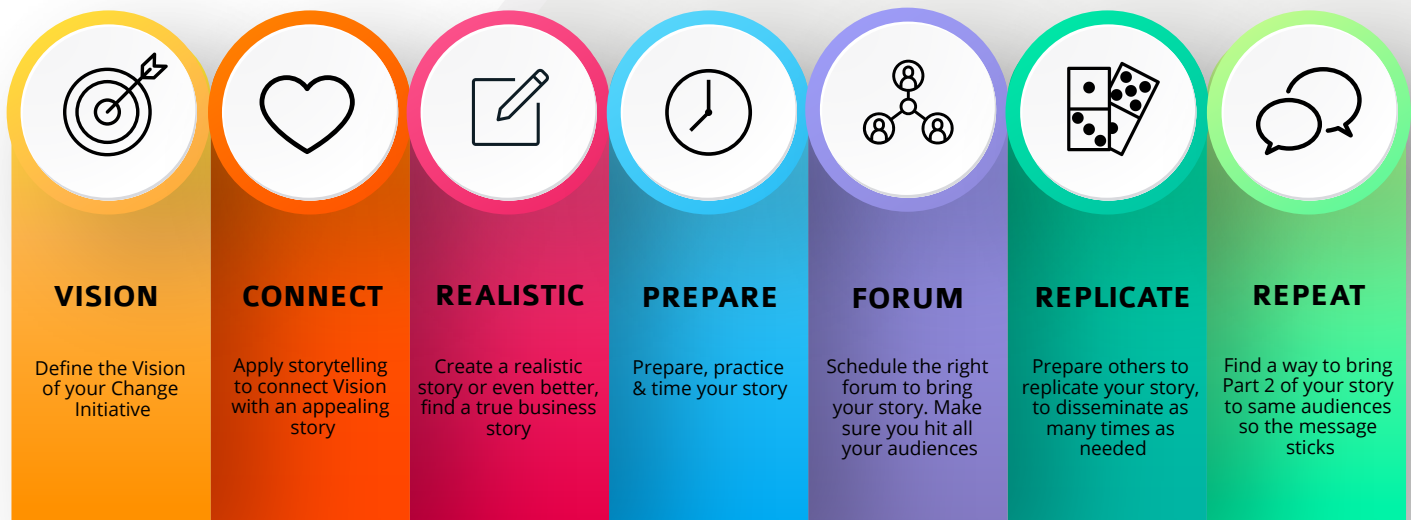 VISION
Define the Vision
of your Change
Initiative
CONNECT
Apply storytelling
to connect Vision
with an appealing
story
REALISTIC
Create a realistic
story or even better,
find a true business
story
PREPARE
Prepare, practice
& time your story
FORUM
Schedule the right
forum to bring
your story. Make
sure you hit all
your audiences
REPLICATE
Prepare others to
replicate your story,
to disseminate as
many times as
needed
REPEAT
Find a way to bring
Part 2 of your story
to same audiences
so the message
sticks